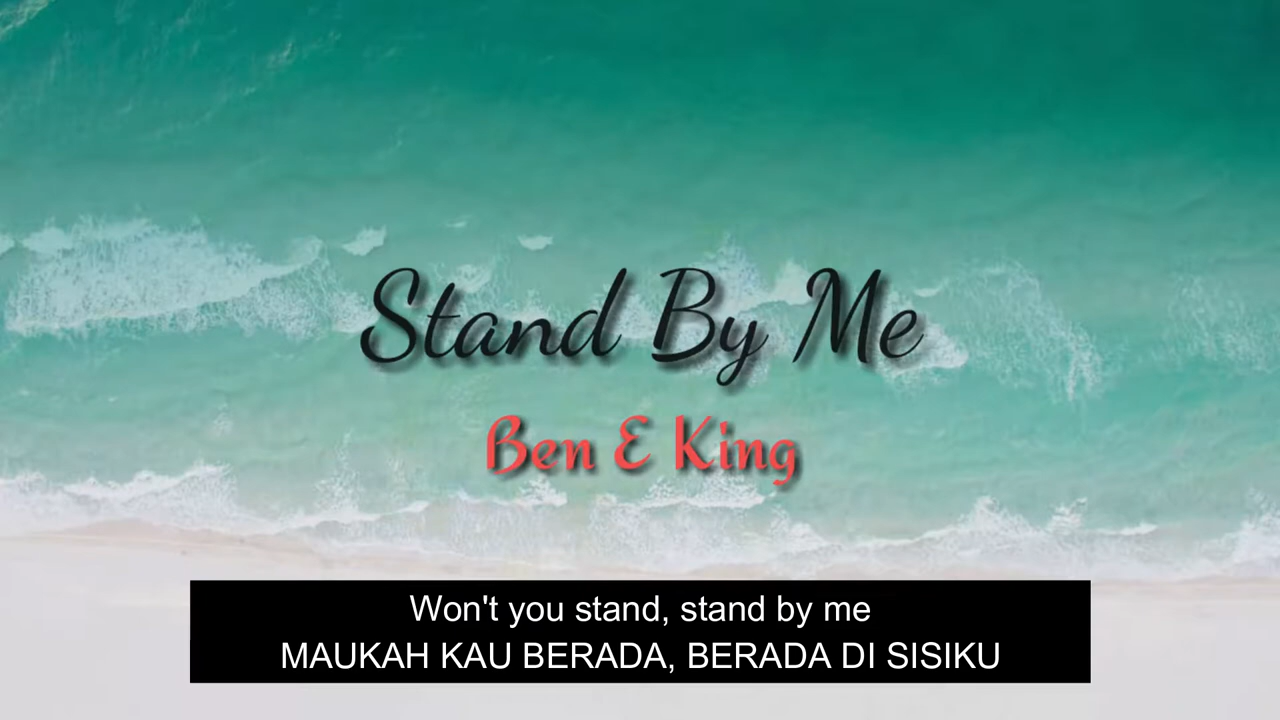 Stand By Me
Ben E King
Won't you stand, stand by me
MAUKAH KAU BERADA, BERADA DI SISIKU